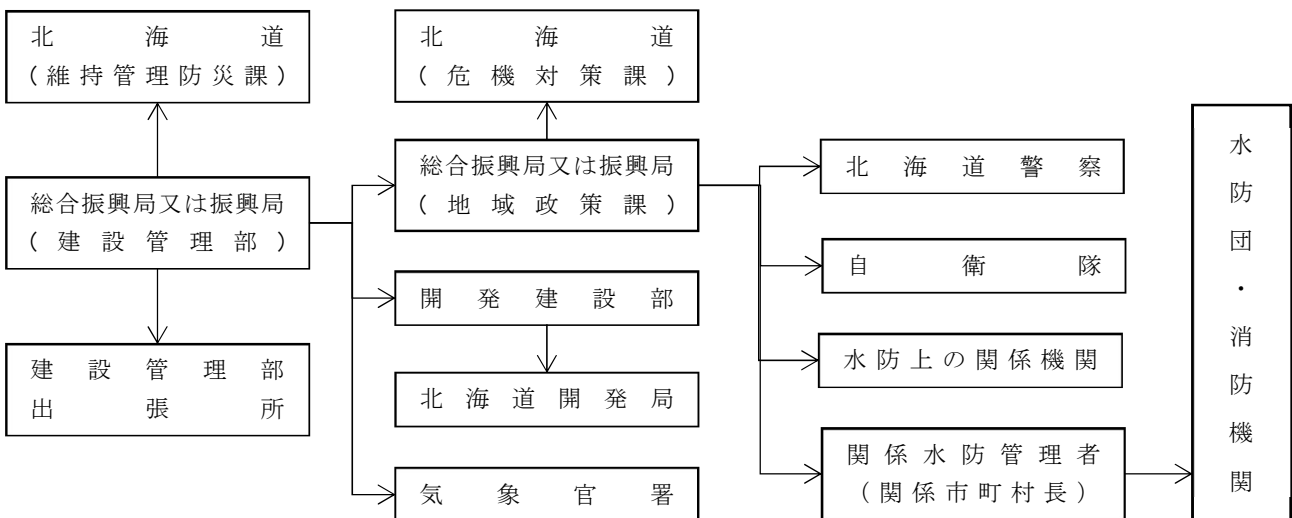 北海道
(維持管理防災課)
北海道
(危機対策課)
総合振興局又は振興局
(建設管理部)
総合振興局又は振興局
(地域政策課)
建設管理部
出張所
開発建設部
北海道開発局
気象官署
北海道警察
自衛隊
水防上の関係機関
関係水防管理者
(関係市町村長)
水防団・消防機関